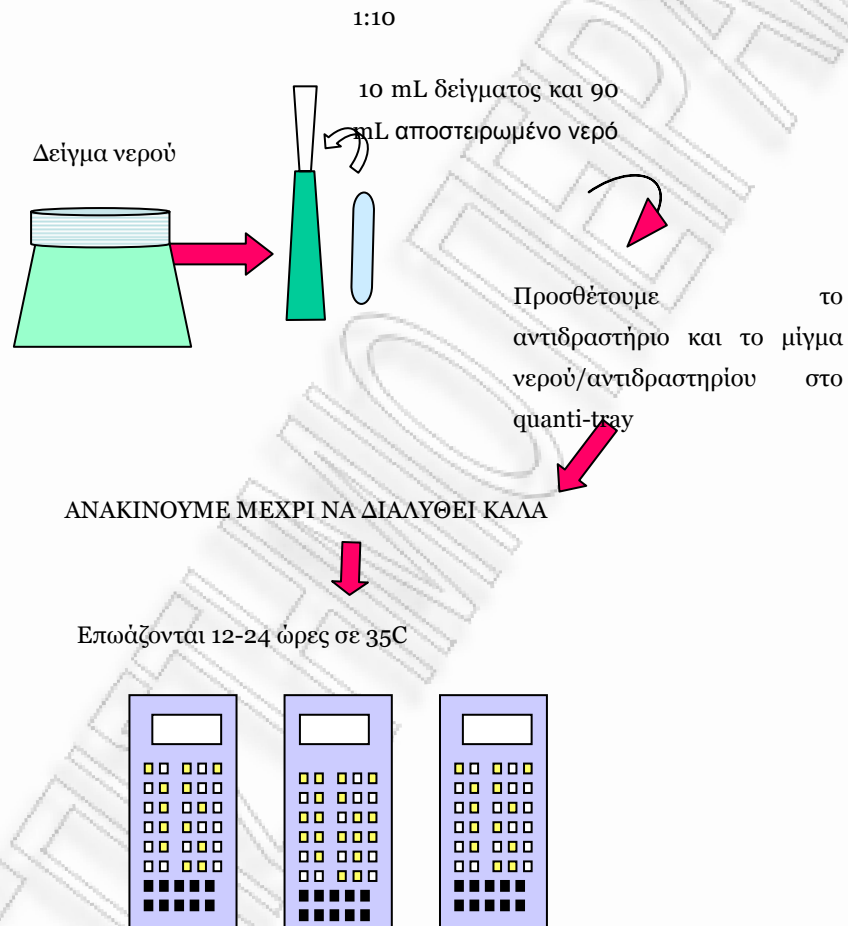 1:10
10 mL δείγματος και 90
mL αποστειρωμένο νερό
Δείγμα νερού
Προσθέτουμε το
αντιδραστήριο και το μίγμα
νερού/αντιδραστηρίου στο
quanti-tray
ΑΝΑΚΙΝΟΥΜΕ ΜΕΧΡΙ ΝΑ ΔΙΑΛΥΘΕΙ ΚΑΛΑ
Επωάζονται 12-24 ώρες σε 35C